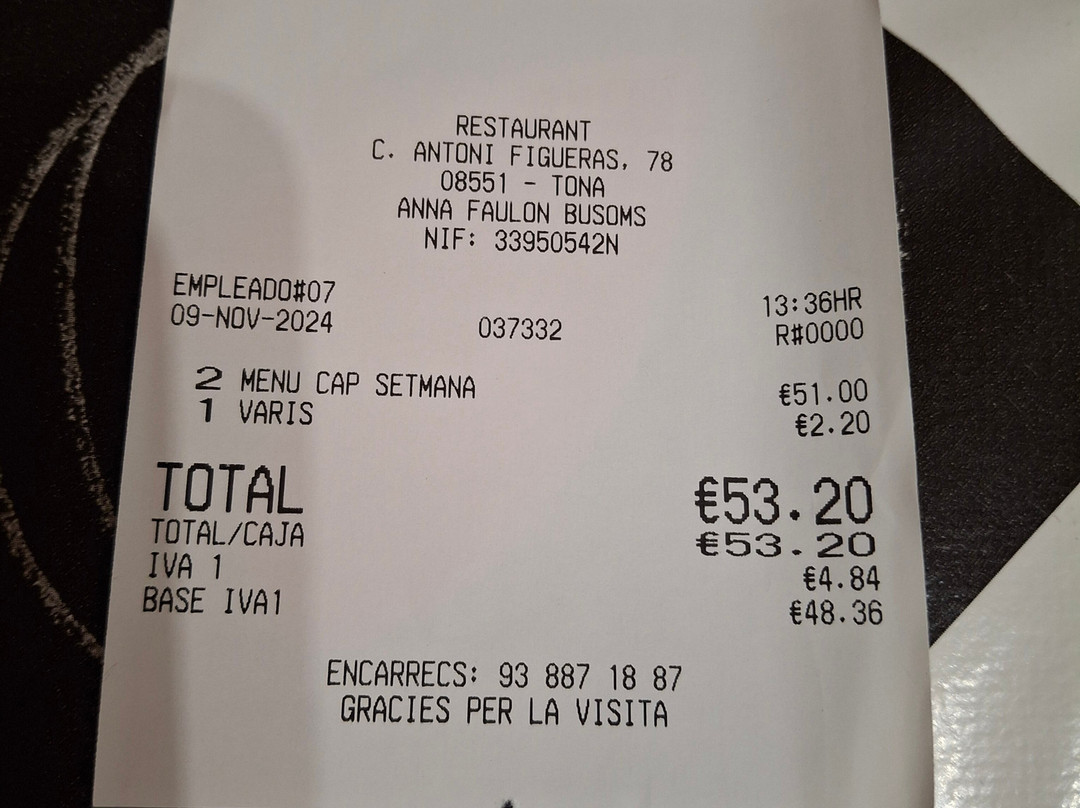 RESTAURANT
C. ANTONI FIGUERAS, 78
08551 - TONA
ANNA FAULON BUSOMS
NIF: 33950542N
EMPLEADO#07 13:36HR
09-NOV-2024 037332 R#0000
2 MENU CAP SETMANA €51.00
1 VARIS €2.20
TOTAL €53.20
TOTAL/CAJA €53.20
IVA 1 €4.84
BASE IVA1 €48.36
ENCARRECS: 93 887 18 87
GRACIES PER LA VISITA